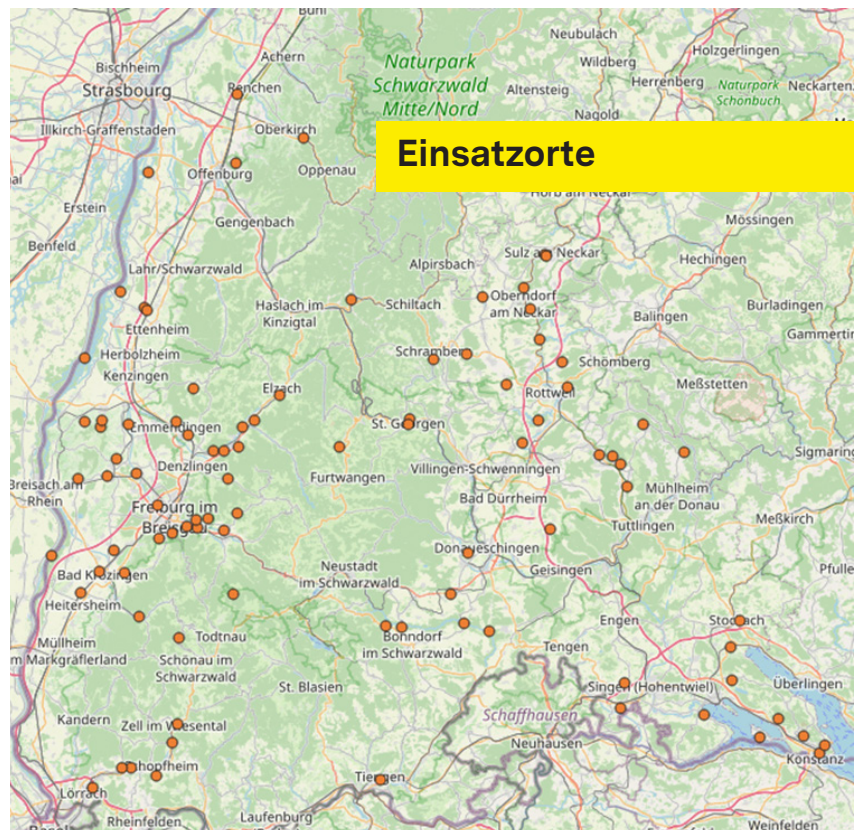 Bühl
Neubulach
Achern
Naturpark
Schwarzwald
Mitte/Nord
Bischheim
Wildberg
Holzgerlingen
Strasbourg
Renchen
Altensteig
Herrenberg
Naturpark
Schönbuch
Neckarten
Nagold
Illkirch-Graffenstaden
Oberkirch
Einsatzorte
Offenburg
Oppenau
Horb am Neckar
Erstein
Gengenbach
Mössingen
Benfeld
Sulz am Neckar
Hechingen
Lahr/Schwarzwald
Alpirsbach
Haslach im
Kinzigtal
Schiltach
Oberndorf
am Neckar
Burladingen
Balingen
Ettenheim
Gammertin
Herbolzheim
Schramberg
Schömberg
Kenzingen
Elzach
Meßstetten
Rottweil
Emmendingen
St. Georgen
Denzlingen
Villingen-Schwenningen
Sigmaring
Breisach am
Rhein
Furtwangen
Mühlheim
an der Donau
Freiburg im
Breisgau
Bad Dürrheim
Meßkirch
Tuttlingen
Donaueschingen
Neustadt
im Schwarzwald
Geisingen
Bad Krozingen
Pfulle
Heitersheim
Engen
Stockach
Müllheim
m Markgräflerland
Todtnau
Bonndorf
im Schwarzwald
Tengen
Schönau im
Schwarzwald
St. Blasien
Singen (Hohentwiel)
Überlingen
Kandern
Zell im Wiesental
Schaffhausen
Neuhausen
Konstanz
Schopfheim
Tiengen
Lörrach
Rheinfelden
Laufenburg
Weinfelden
Basel